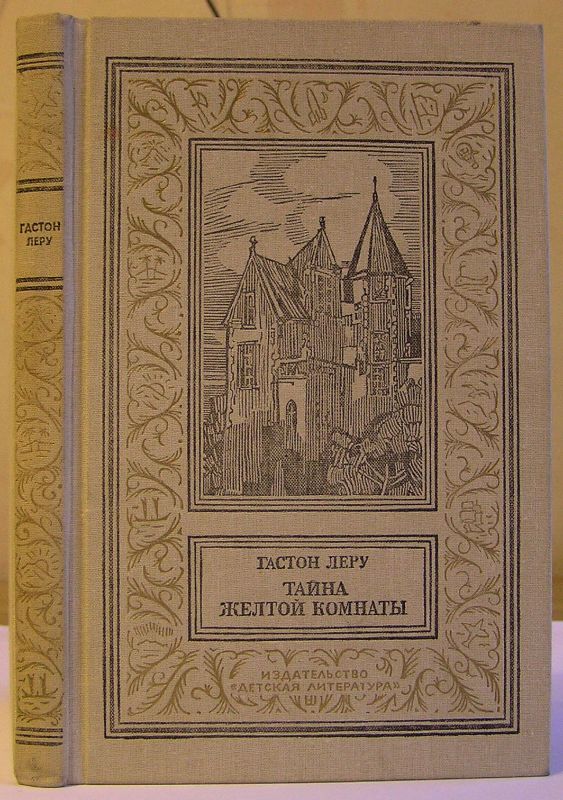 ГАСТОН
ЛЕРУ
ГАСТОН ЛЕРУ
ТАЙНА
ЖЕЛТОЙ КОМНАТЫ
ИЗДАТЕЛЬСТВО
"ДЕТСКАЯ ЛИТЕРАТУРА"